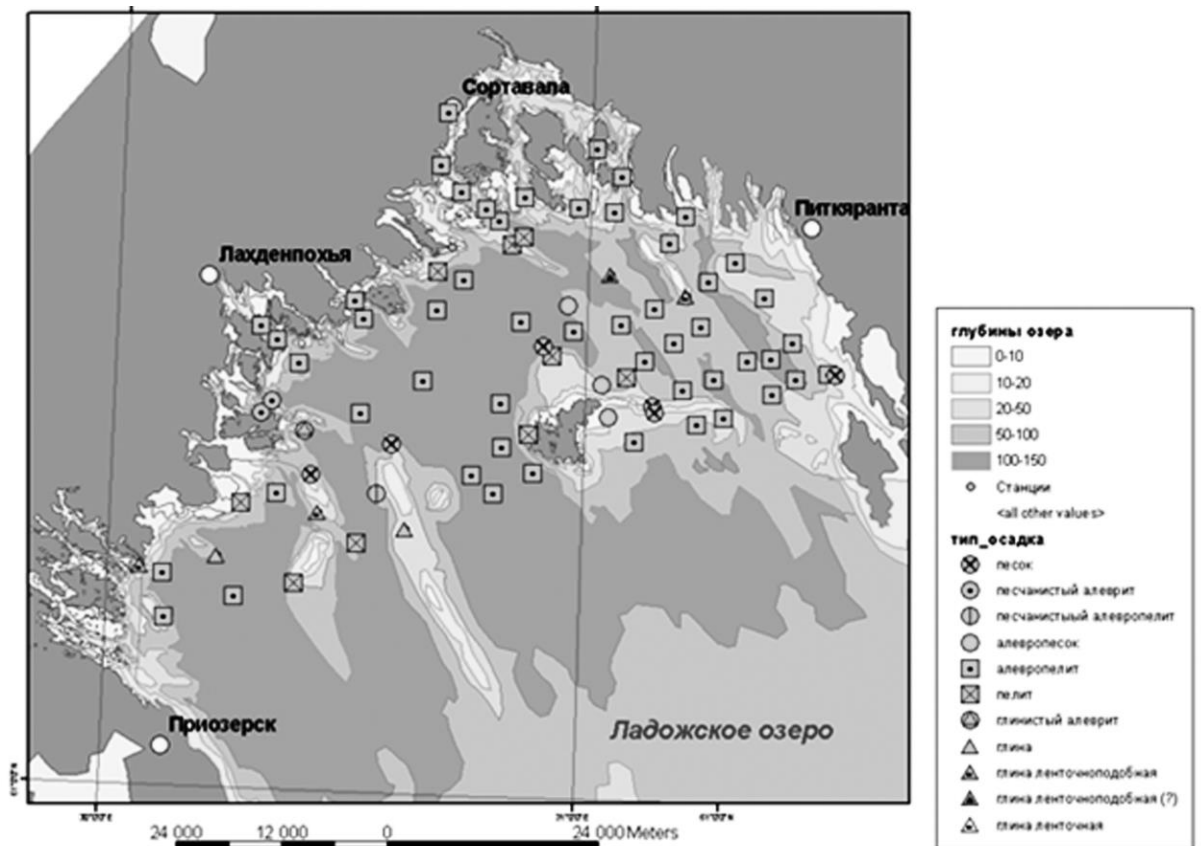 Сортавала
Питкяранта
Лахденпохья
Приозерск
Ладожское озеро
24 000 12 000 0 24 000 Meters
глубины озера
0-10
10-20
20-50
50-100
100-150
Станции
<all other values>
тип_осадка
песок
песчанистый алеврит
песчанистыый алевропелит
алевропесок
алевропелит
пелит
глинистый алеврит
глина
глина ленточноподобная
глина ленточноподобная (?)
глина ленточная